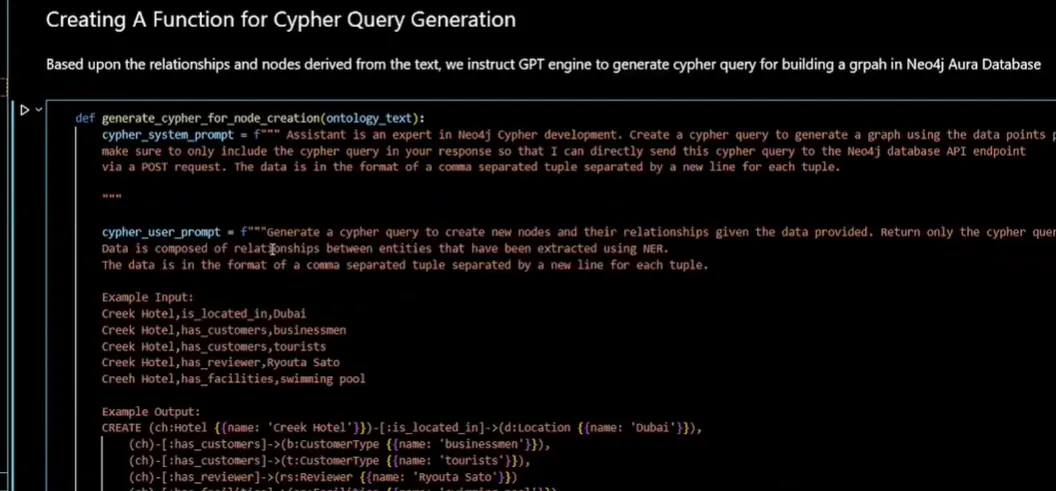 Creating A Function for Cypher Query Generation
Based upon the relationships and nodes derived from the text, we instruct GPT engine to generate cypher query for building a grpah in Neo4j Aura Database
def generate_cypher_for_node_creation(ontology_text):
cypher_system_prompt = f""" Assistant is an expert in Neo4j Cypher development. Create a cypher query to generate a graph using the data points
make sure to only include the cypher query in your response so that I can directly send this cypher query to the Neo4j database API endpoint
via a POST request. The data is in the format of a comma separated tuple separated by a new line for each tuple.
"""
cypher_user_prompt = f"""Generate a cypher query to create new nodes and their relationships given the data provided. Return only the cypher
Data is composed of relationships between entities that have been extracted using NER.
The data is in the format of a comma separated tuple separated by a new line for each tuple.
Example Input:
Creek Hotel,is_located_in,Dubai
Creek Hotel,has_customers,businessmen
Creek Hotel,has_customers,tourists
Creek Hotel,has_reviewer,Ryouta Sato
Creeh Hotel,has_facilities,swimming pool
Example Output:
CREATE (ch:Hotel {{name: 'Creek Hotel'}})-[:is_located_in]->(d:Location {{name: 'Dubai'}}),
(ch)-[:has_customers]->(b:CustomerType {{name: 'businessmen'}}),
(ch)-[:has_customers]->(t:CustomerType {{name: 'tourists'}}),
(ch)-[:has_reviewer]->(rs:Reviewer {{name: 'Ryouta Sato'}})